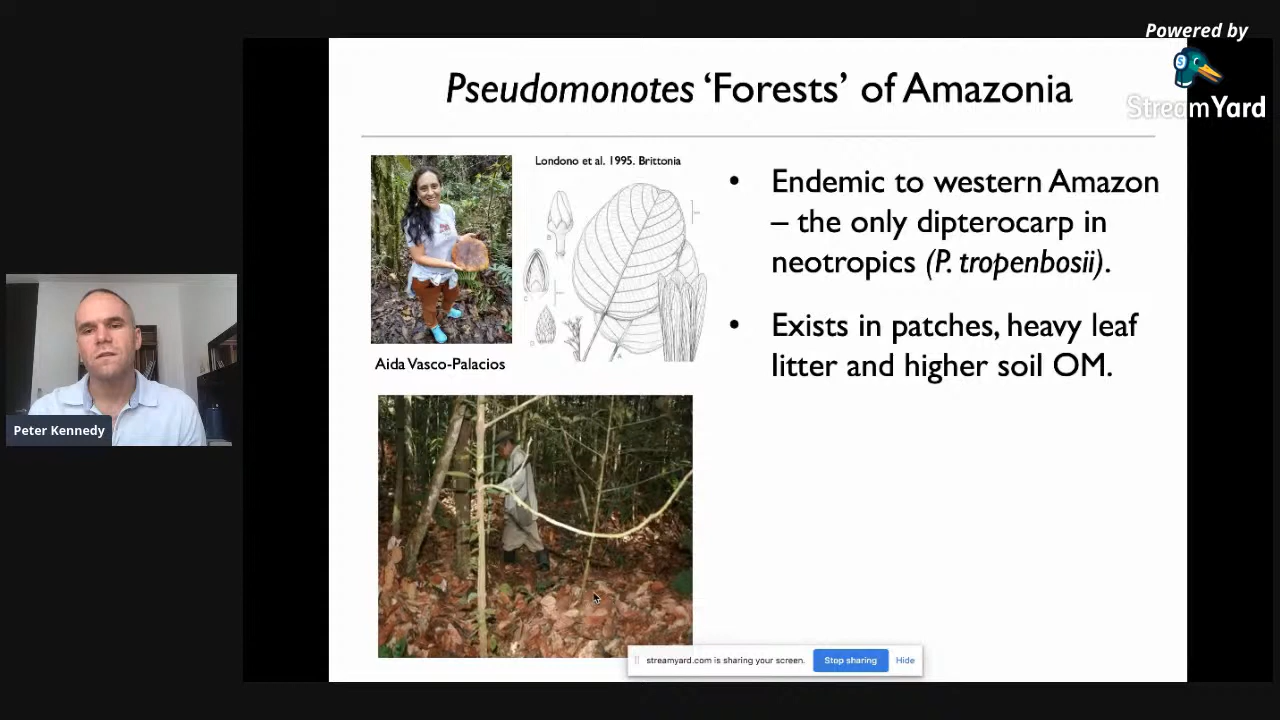 Powered by
StreamYard
Pseudomonotes ‘Forests’ of Amazonia
Londono et al. 1995. Brittonia
Aida Vasco-Palacios
• Endemic to western Amazon
– the only dipterocarp in
neotropics (P. tropenbosii).
• Exists in patches, heavy leaf
litter and higher soil OM.
Peter Kennedy
streamyard.com is sharing your screen.
Stop sharing
Hide